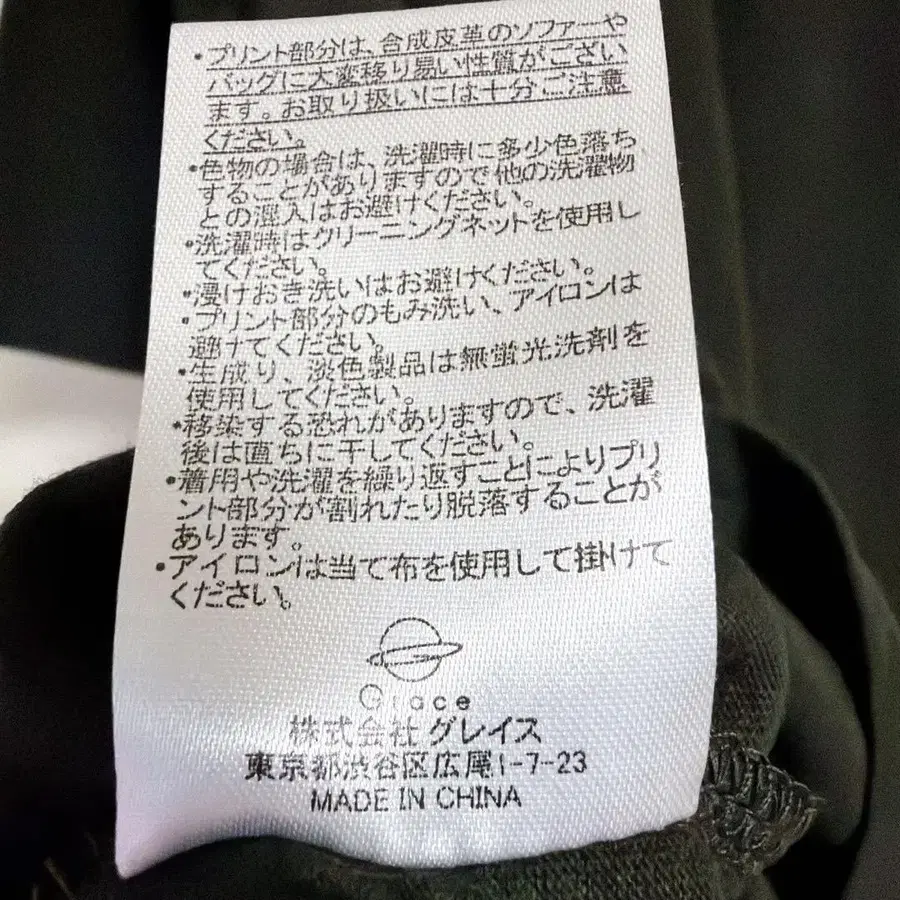 ・プリント部分は、合成皮革のソファーや
バッグに大変移り易い性質がござい
ます。お取り扱いには十分ご注意
ください。
・色物の場合は、洗濯時に多少色落ち
することがありますので他の洗濯物
との混入はお避けください。
・洗濯時はクリーニングネットを使用し
てください。
・浸けおき洗いはお避けください。
・プリント部分のもみ洗い、アイロンは
避けてください。
・生成り、淡色製品は無蛍光洗剤を
使用してください。
・移染する恐れがありますので、洗濯
後は直ちに干してください。
・着用や洗濯を繰り返すことによりプリ
ント部分が割れたり脱落することが
あります。
・アイロンは当て布を使用して掛けて
ください。
Grace
株式会社グレイス
東京都渋谷区広尾1-7-23
MADE IN CHINA